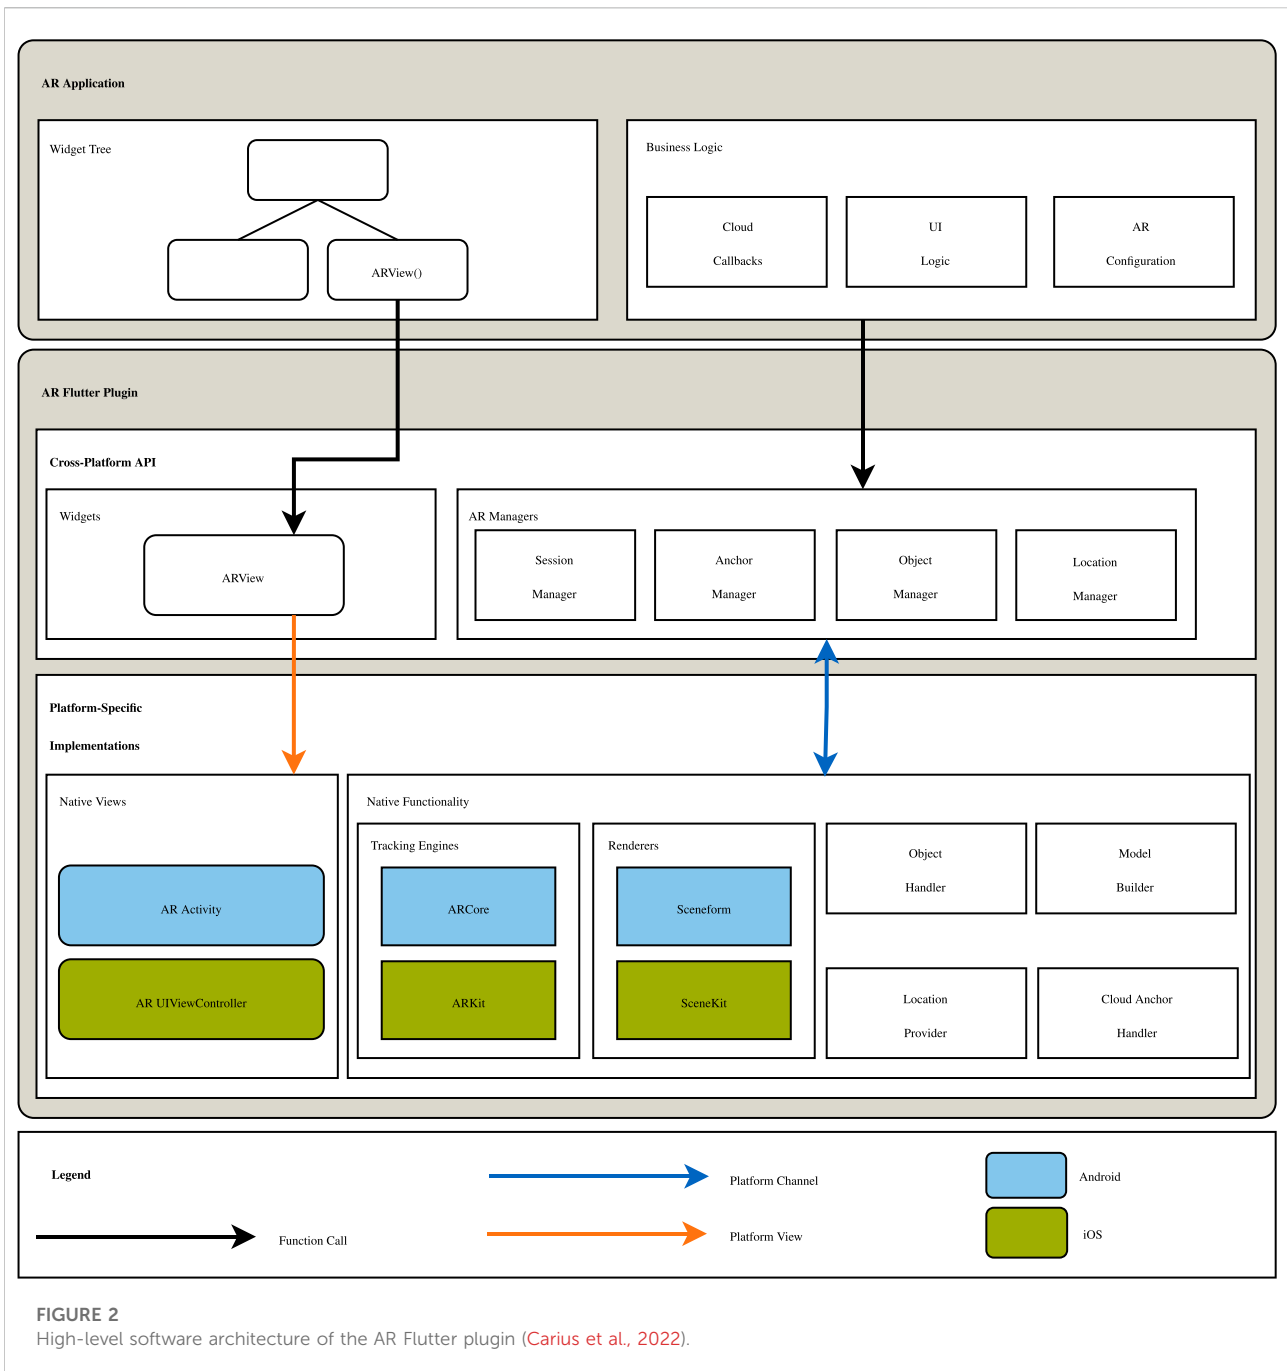 AR Application
Widget Tree
ARView()
Business Logic
Cloud
Callbacks
UI
Logic
AR
Configuration
AR Flutter Plugin
Cross-Platform API
Widgets
ARView
AR Managers
Session
Manager
Anchor
Manager
Object
Manager
Location
Manager
Platform-Specific
Implementations
Native Views
AR Activity
AR UIViewController
Native Functionality
Tracking Engines
ARCore
ARKit
Renderers
Sceneform
SceneKit
Object
Handler
Model
Builder
Location
Provider
Cloud Anchor
Handler
Legend
Function Call
Platform Channel
Platform View
Android
iOS
FIGURE 2
High-level software architecture of the AR Flutter plugin (Carius et al., 2022).